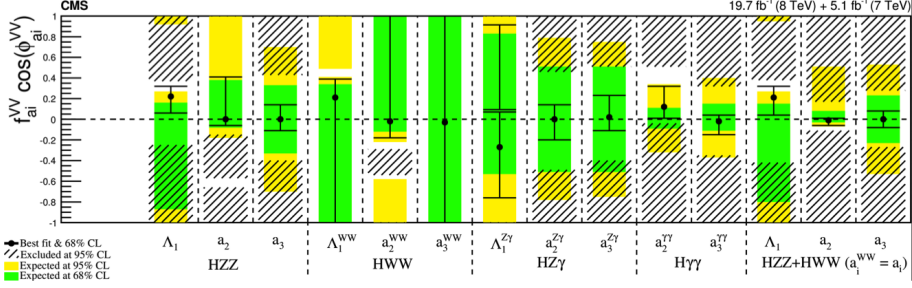 CMS 19.7 fb⁻¹ (8 TeV) + 5.1 fb⁻¹ (7 TeV)
f_ai^VV cos(ϕ_ai^VV)
1
0.8
0.6
0.4
0.2
0
-0.2
-0.4
-0.6
-0.8
-1
Λ₁ a₂ a₃ Λ₁^WW a₂^WW a₃^WW Λ₁^Zγ a₂^Zγ a₃^Zγ a₂^γγ a₃^γγ Λ₁ a₂ a₃
HZZ HWW HZγ Hγγ HZZ+HWW (a_i^WW = a_i)
Best fit & 68% CL
Excluded at 95% CL
Expected at 95% CL
Expected at 68% CL